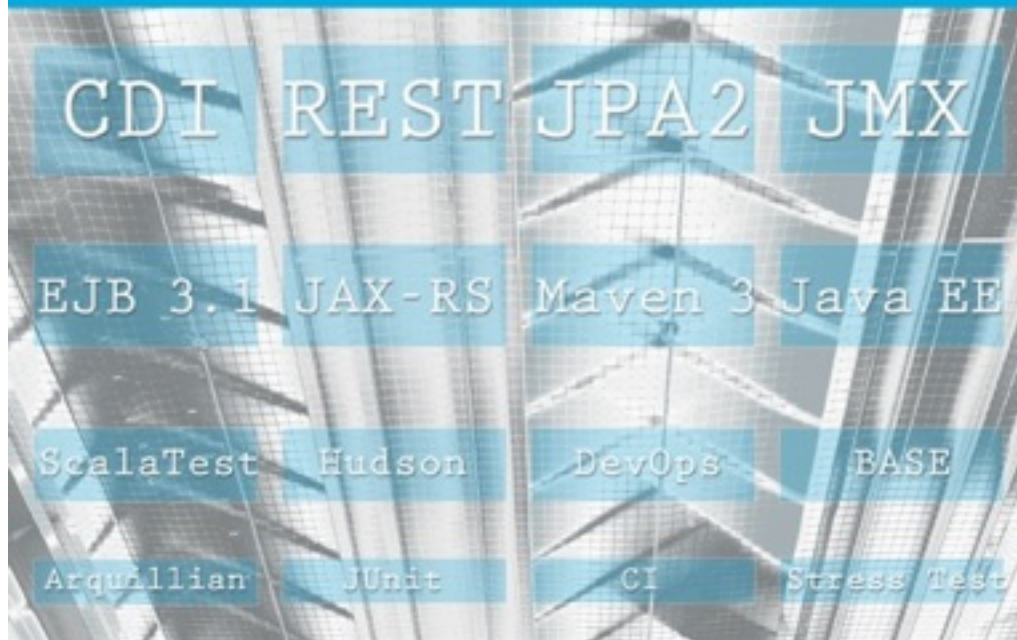 CDI REST JPA2 JMX
EJB 3.1 JAX-RS Maven 3 Java EE
ScalaTest Hudson DevOps BASE
Arquillian JUnit CI Stress Test